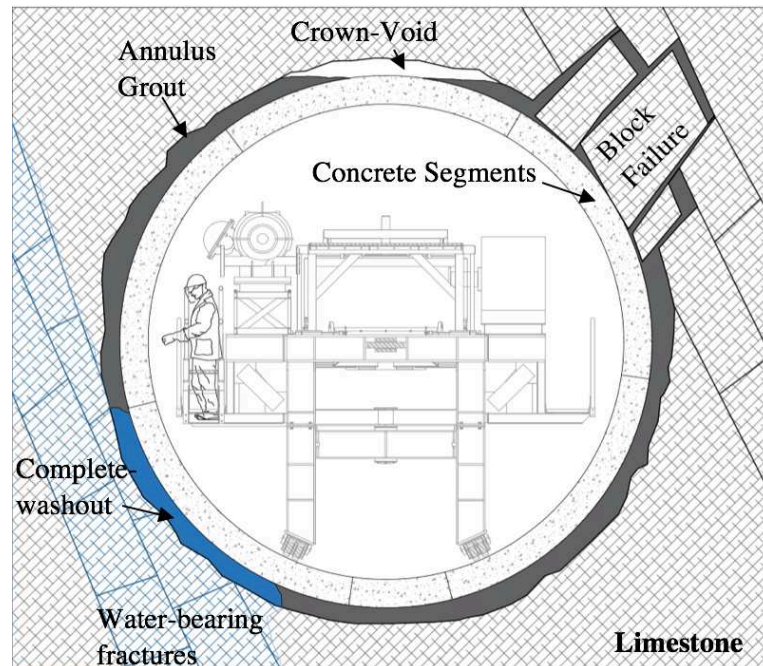 Crown-Void
Annulus
Grout
Block
Failure
Concrete Segments
Complete-
washout
Water-bearing
fractures
Limestone